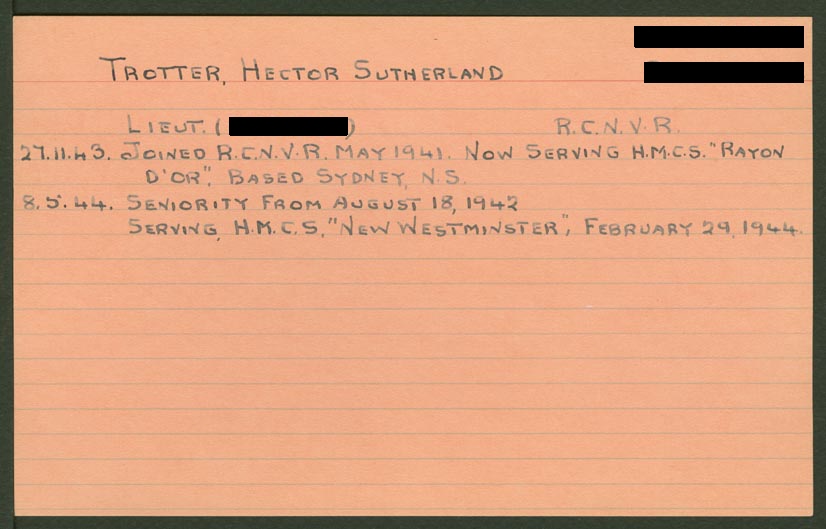 TROTTER, HECTOR SUTHERLAND
LIEUT. ( ) R.C.N.V.R.
27.11.43. JOINED R.C.N.V.R. MAY 1941. NOW SERVING H.M.C.S. "RAYON
D'OR", BASED SYDNEY, N.S.
8.5.44. SENIORITY FROM AUGUST 18, 1942
SERVING, H.M.C.S, "NEW WESTMINSTER", FEBRUARY 29, 1944.